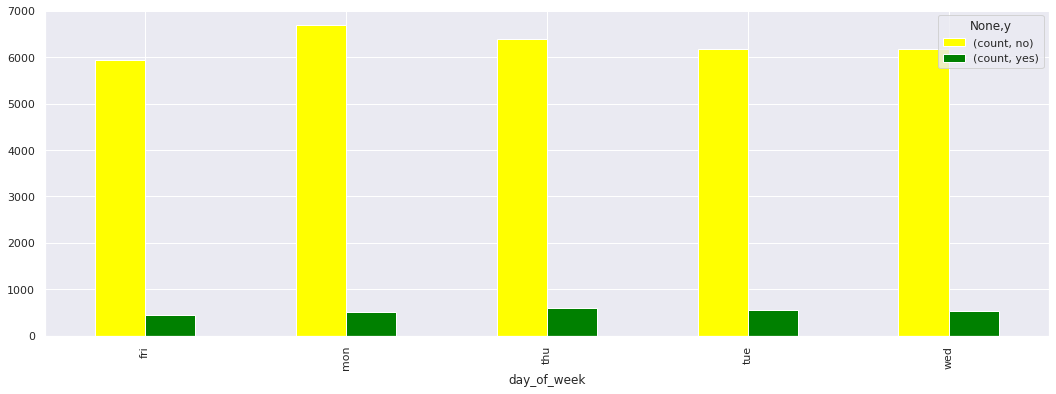 7000
6000
5000
4000
3000
2000
1000
0
None,y
(count, no)
(count, yes)
fri
mon
thu
tue
wed
day_of_week